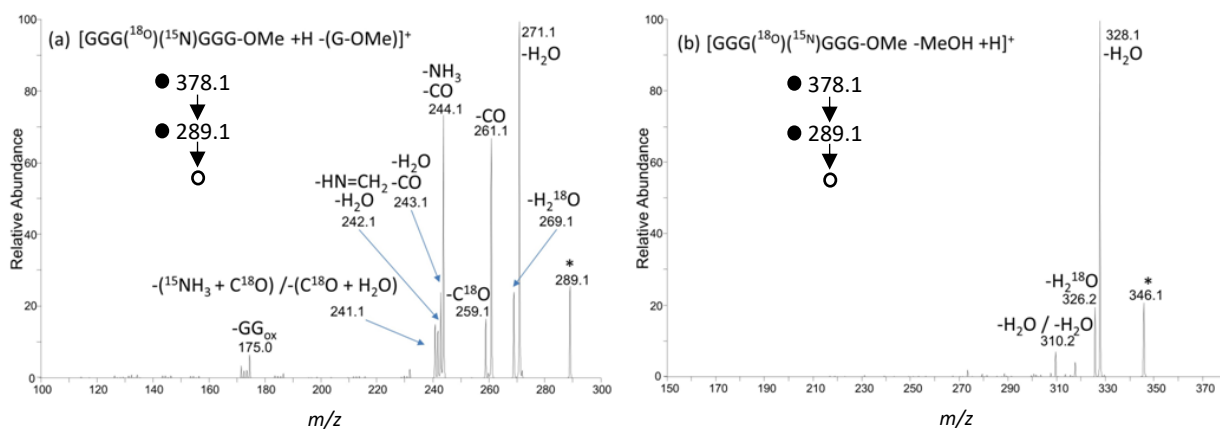 (a) [GGG(18O)(15N)GGG-OMe +H -(G-OMe)]+
378.1
289.1
271.1
-H2O
-NH3
-CO
244.1
-CO
261.1
-H2O
-HN=CH2 -CO
-H2O 243.1
242.1
-H218O
269.1
*
289.1
-(15NH3 + C18O) /-(C18O + H2O)
241.1
-C18O
259.1
-GGox
175.0
Relative Abundance
100
80
60
40
20
0
100 120 140 160 180 200 220 240 260 280 300
m/z
(b) [GGG(18O)(15N)GGG-OMe -MeOH +H]+
378.1
289.1
328.1
-H2O
-H218O
326.2
*
346.1
-H2O / -H2O
310.2
Relative Abundance
100
80
60
40
20
0
150 170 190 210 230 250 270 290 310 330 350 370
m/z